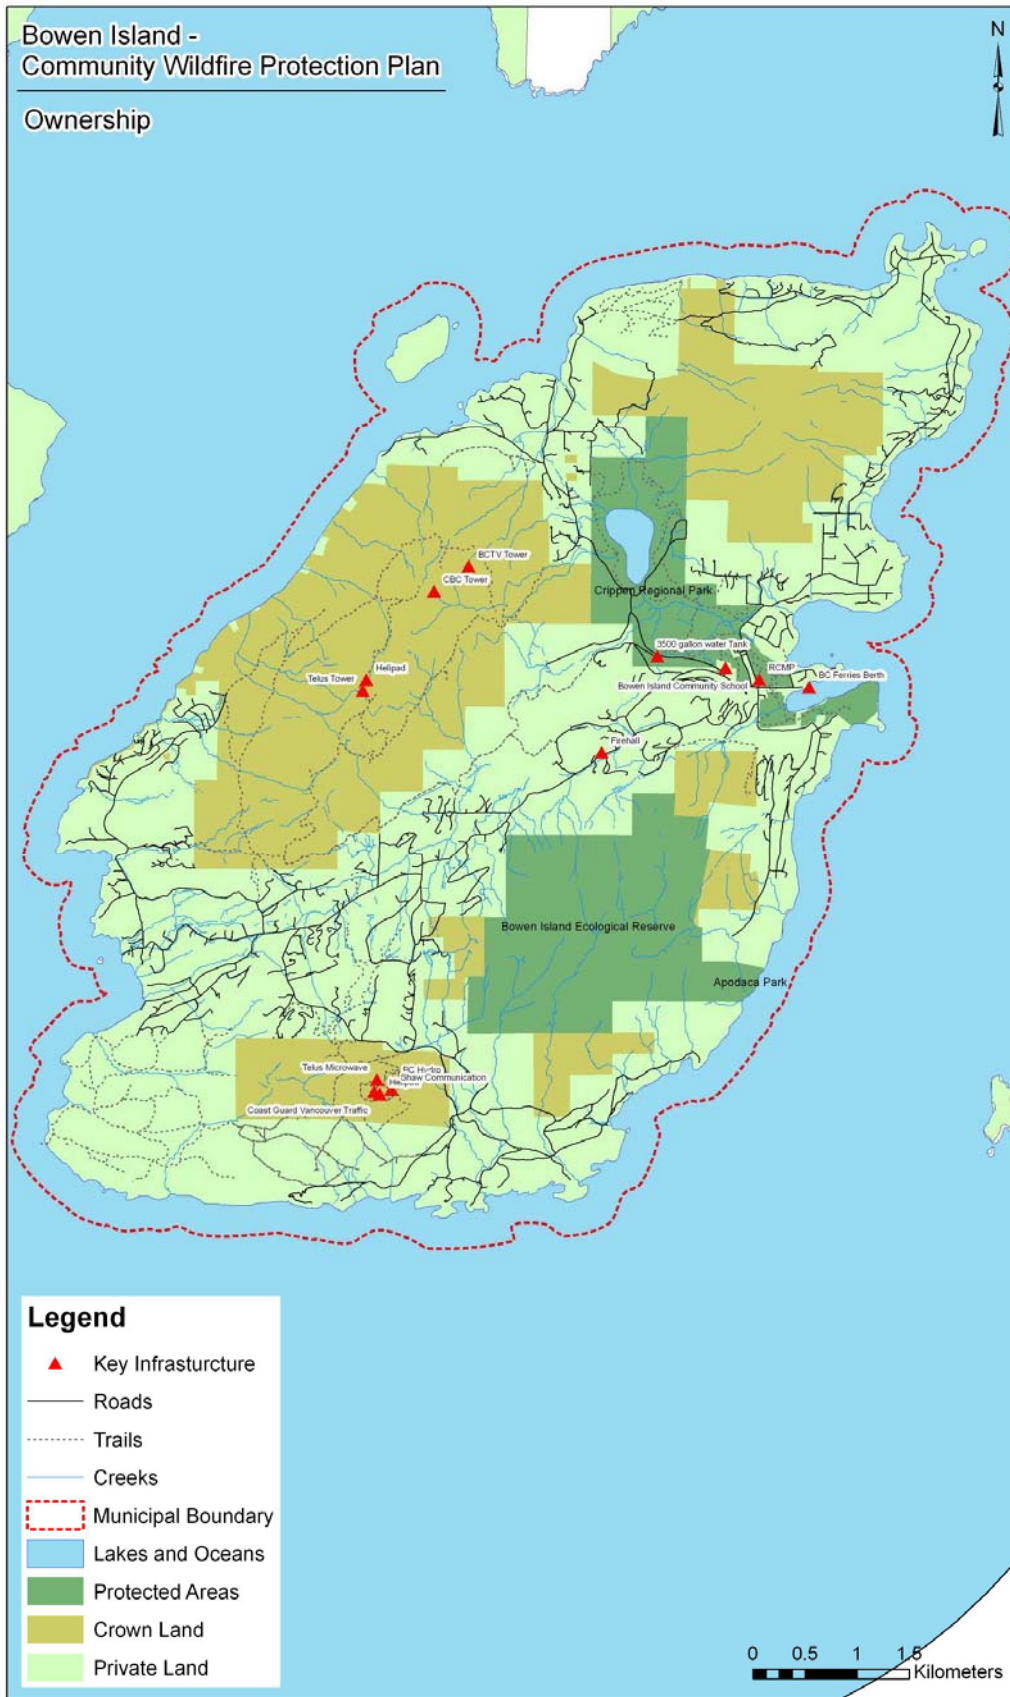 Bowen Island -
Community Wildfire Protection Plan
Ownership
N
BCTV Tower
CBC Tower
Crippen Regional Park
3500 gallon water Tank
Helipad
Telus Tower
RCMP
BC Ferries Berth
Bowen Island Community School
Firehall
Bowen Island Ecological Reserve
Apodaca Park
Telus Microwave
BC Hydro
Shaw Communication
Coast Guard Vancouver Traffic
Legend
Key Infrasturcture
Roads
Trails
Creeks
Municipal Boundary
Lakes and Oceans
Protected Areas
Crown Land
Private Land
0 0.5 1 1.5
Kilometers